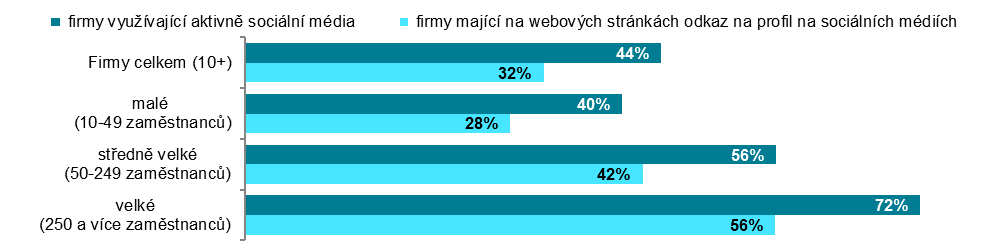 firmy využívající aktivně sociální média
firmy mající na webových stránkách odkaz na profil na sociálních médiích
Firmy celkem (10+)
44%
32%
malé
(10-49 zaměstnanců)
40%
28%
středně velké
(50-249 zaměstnanců)
56%
42%
velké
(250 a více zaměstnanců)
72%
56%